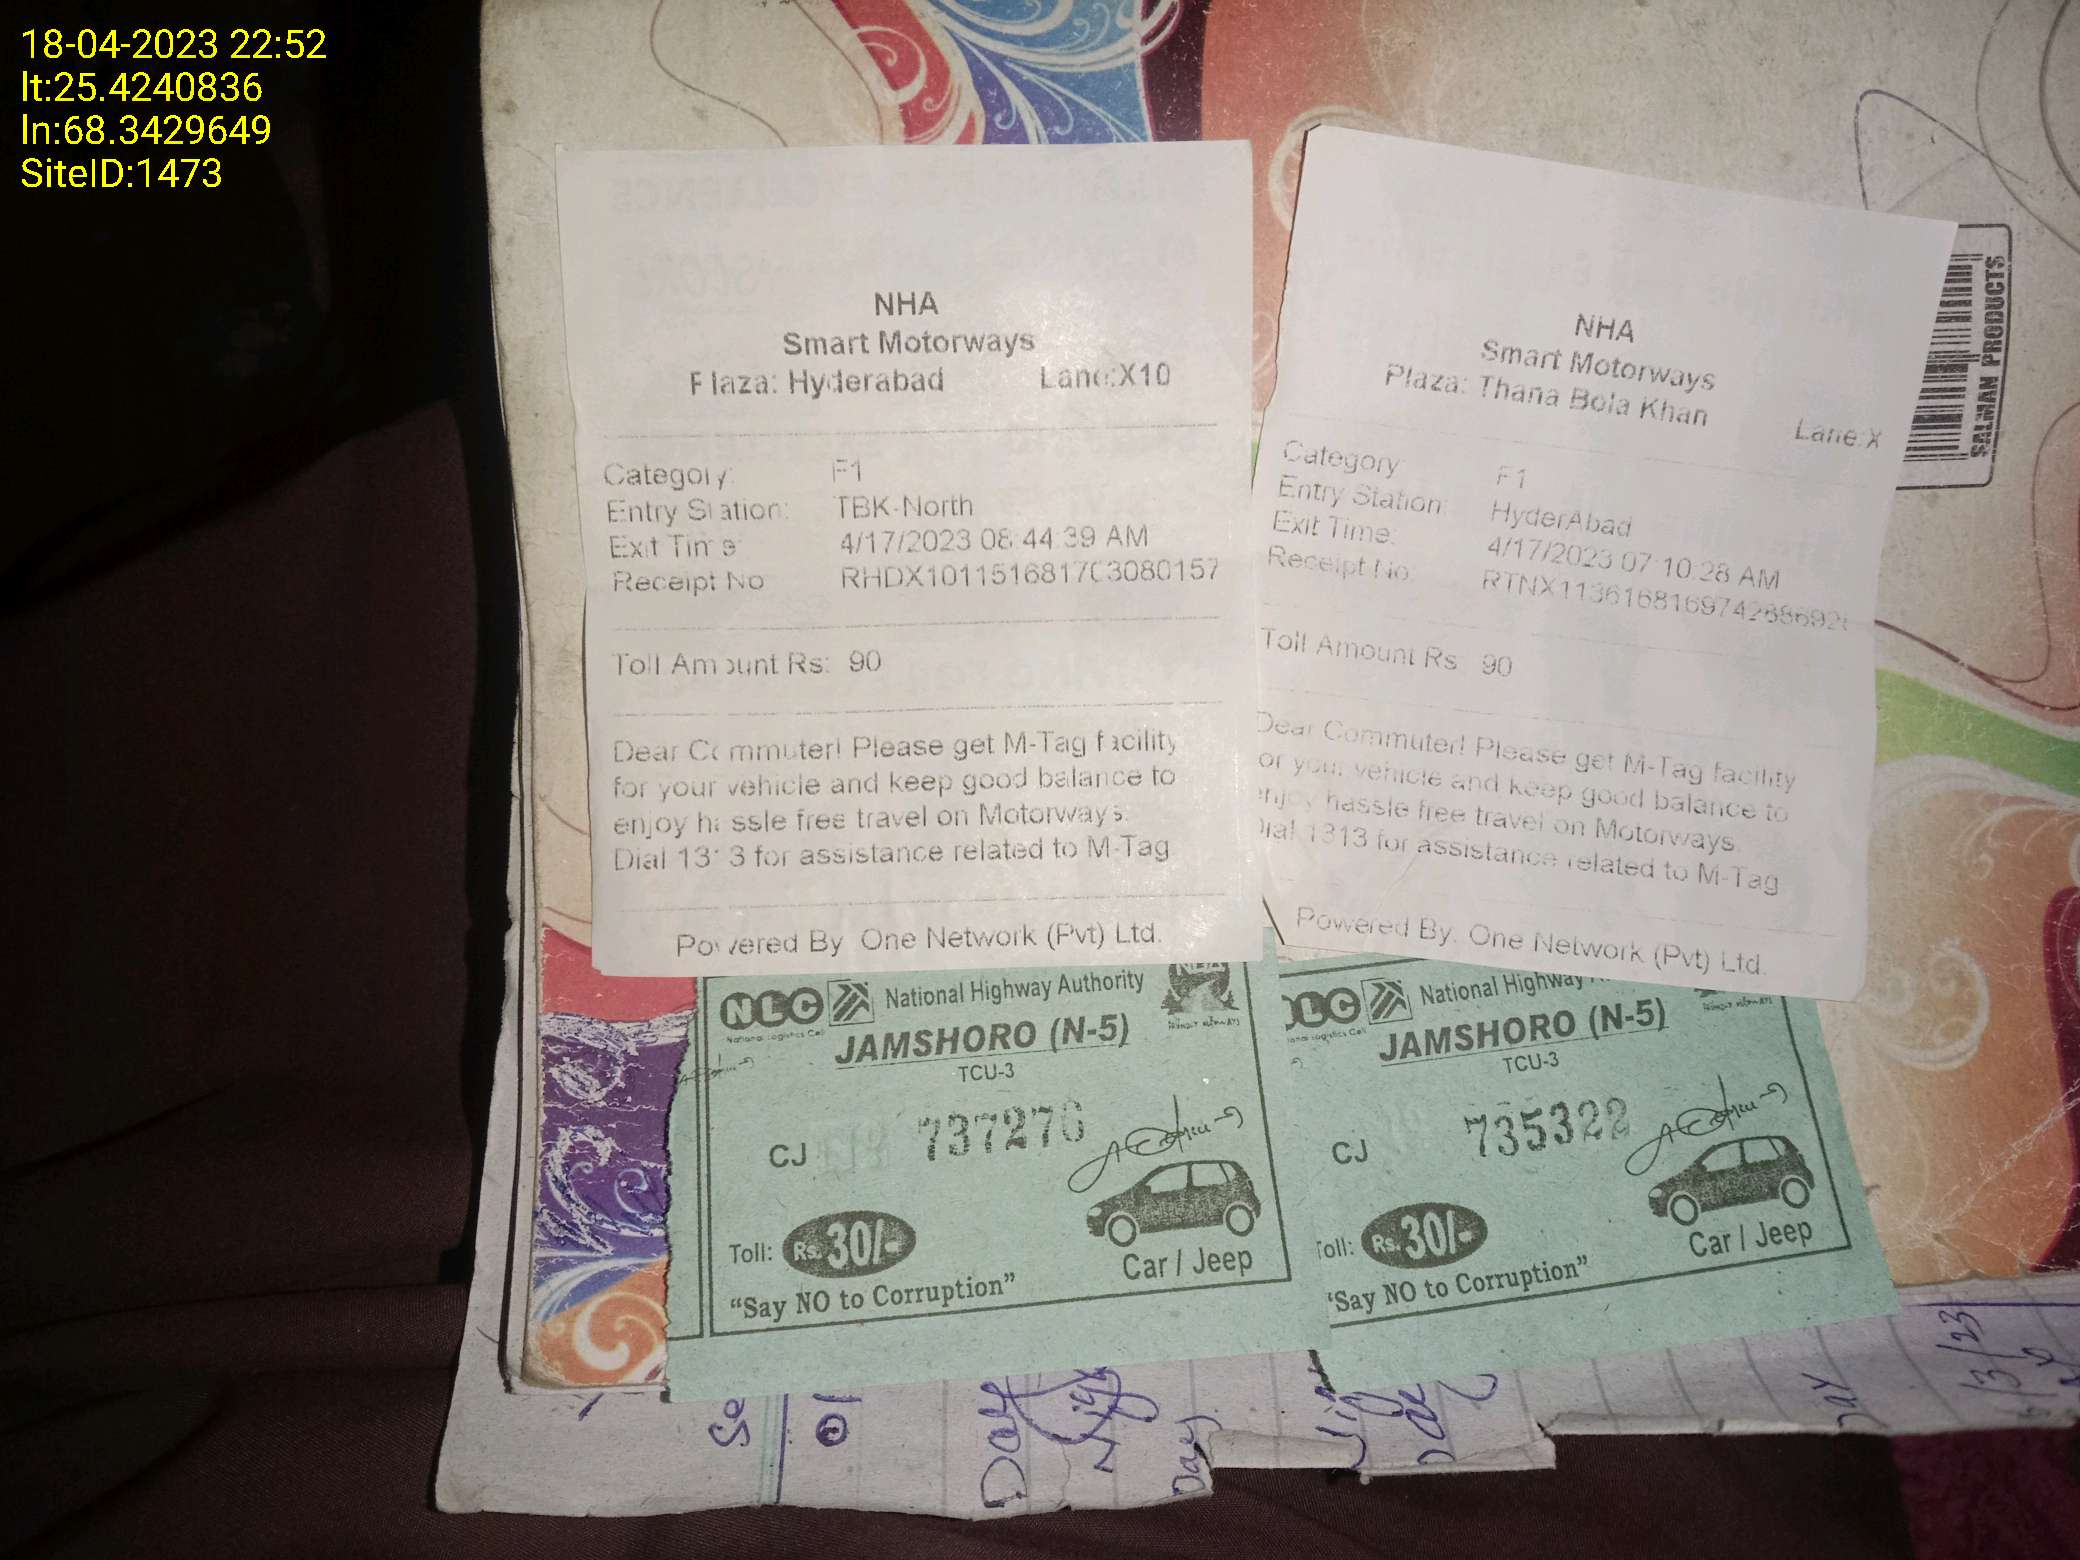 18-04-2023 22:52
lt:25.4240836
ln:68.3429649
SiteID:1473
NHA
Smart Motorways
Plaza: Hyderabad Lane:X10
Category: F1
Entry Station: TBK-North
Exit Time: 4/17/2023 08:44:39 AM
Receipt No RHDX101151681703080157
Toll Amount Rs: 90
Dear Commuter! Please get M-Tag facility
for your vehicle and keep good balance to
enjoy hassle free travel on Motorways.
Dial 1313 for assistance related to M-Tag
Powered By One Network (Pvt) Ltd.
NHA
Smart Motorways
Plaza: Thana Bola Khan
Lane:X
Category F1
Entry Station: HyderAbad
Exit Time: 4/17/2023 07:10:28 AM
Receipt No:
Toll Amount Rs 90
Dear Commuter! Please get M-Tag facility
or your vehicle and keep good balance to
enjoy hassle free travel on Motorways.
Dial 1313 for assistance related to M-Tag
Powered By: One Network (Pvt) Ltd.
SALMAN PRODUCTS
NLC National Highway Authority NHA
National Logistics Cell
JAMSHORO (N-5)
TCU-3
CJ 737276
Toll: Rs. 30/-
Car / Jeep
"Say NO to Corruption"
NLC National Highway
JAMSHORO (N-5)
TCU-3
CJ 735322
Toll: Rs. 30/-
Car / Jeep
"Say NO to Corruption"
Day
Day